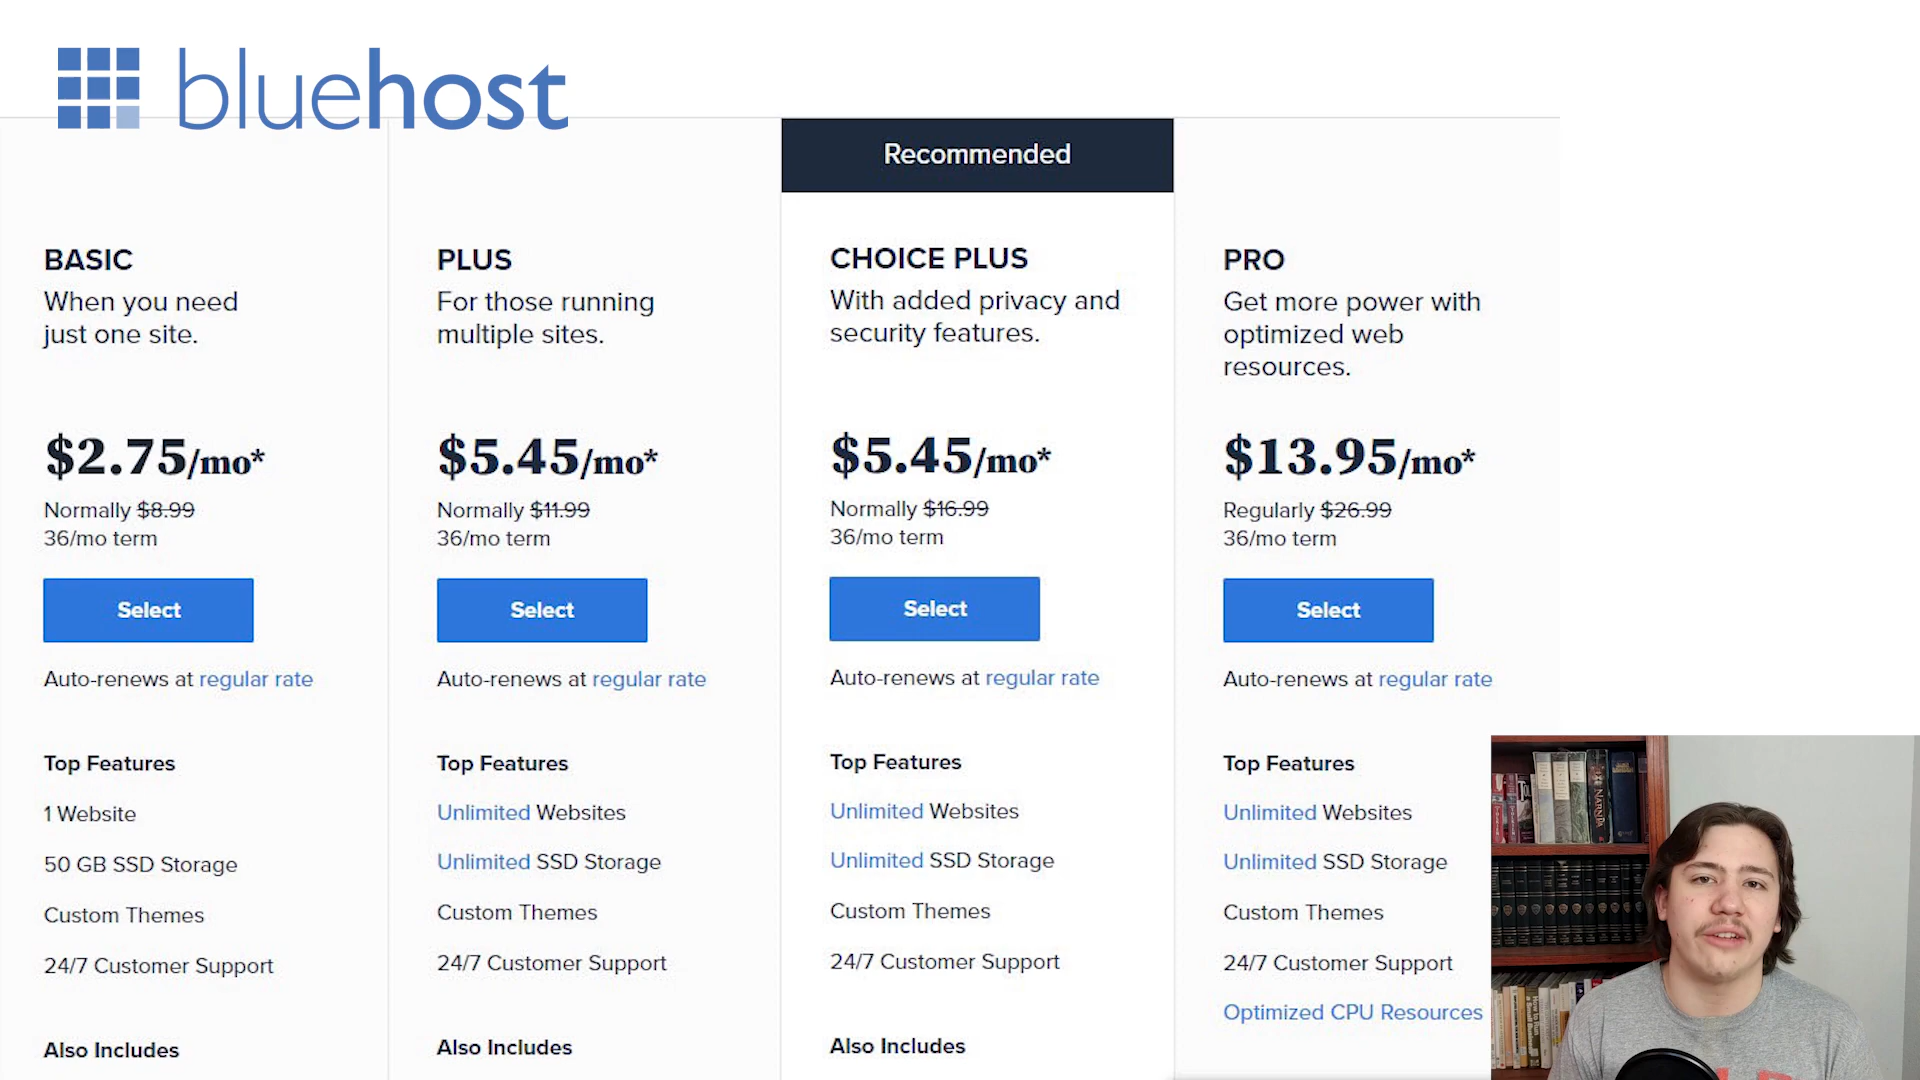 bluehost
Recommended
BASIC
When you need
just one site.
$2.75/mo*
Normally $8.99
36/mo term
Select
Auto-renews at regular rate
Top Features
1 Website
50 GB SSD Storage
Custom Themes
24/7 Customer Support
Also Includes
PLUS
For those running
multiple sites.
$5.45/mo*
Normally $11.99
36/mo term
Select
Auto-renews at regular rate
Top Features
Unlimited Websites
Unlimited SSD Storage
Custom Themes
24/7 Customer Support
Also Includes
CHOICE PLUS
With added privacy and
security features.
$5.45/mo*
Normally $16.99
36/mo term
Select
Auto-renews at regular rate
Top Features
Unlimited Websites
Unlimited SSD Storage
Custom Themes
24/7 Customer Support
Also Includes
PRO
Get more power with
optimized web
resources.
$13.95/mo*
Regularly $26.99
36/mo term
Select
Auto-renews at regular rate
Top Features
Unlimited Websites
Unlimited SSD Storage
Custom Themes
24/7 Customer Support
Optimized CPU Resources
NARNIA